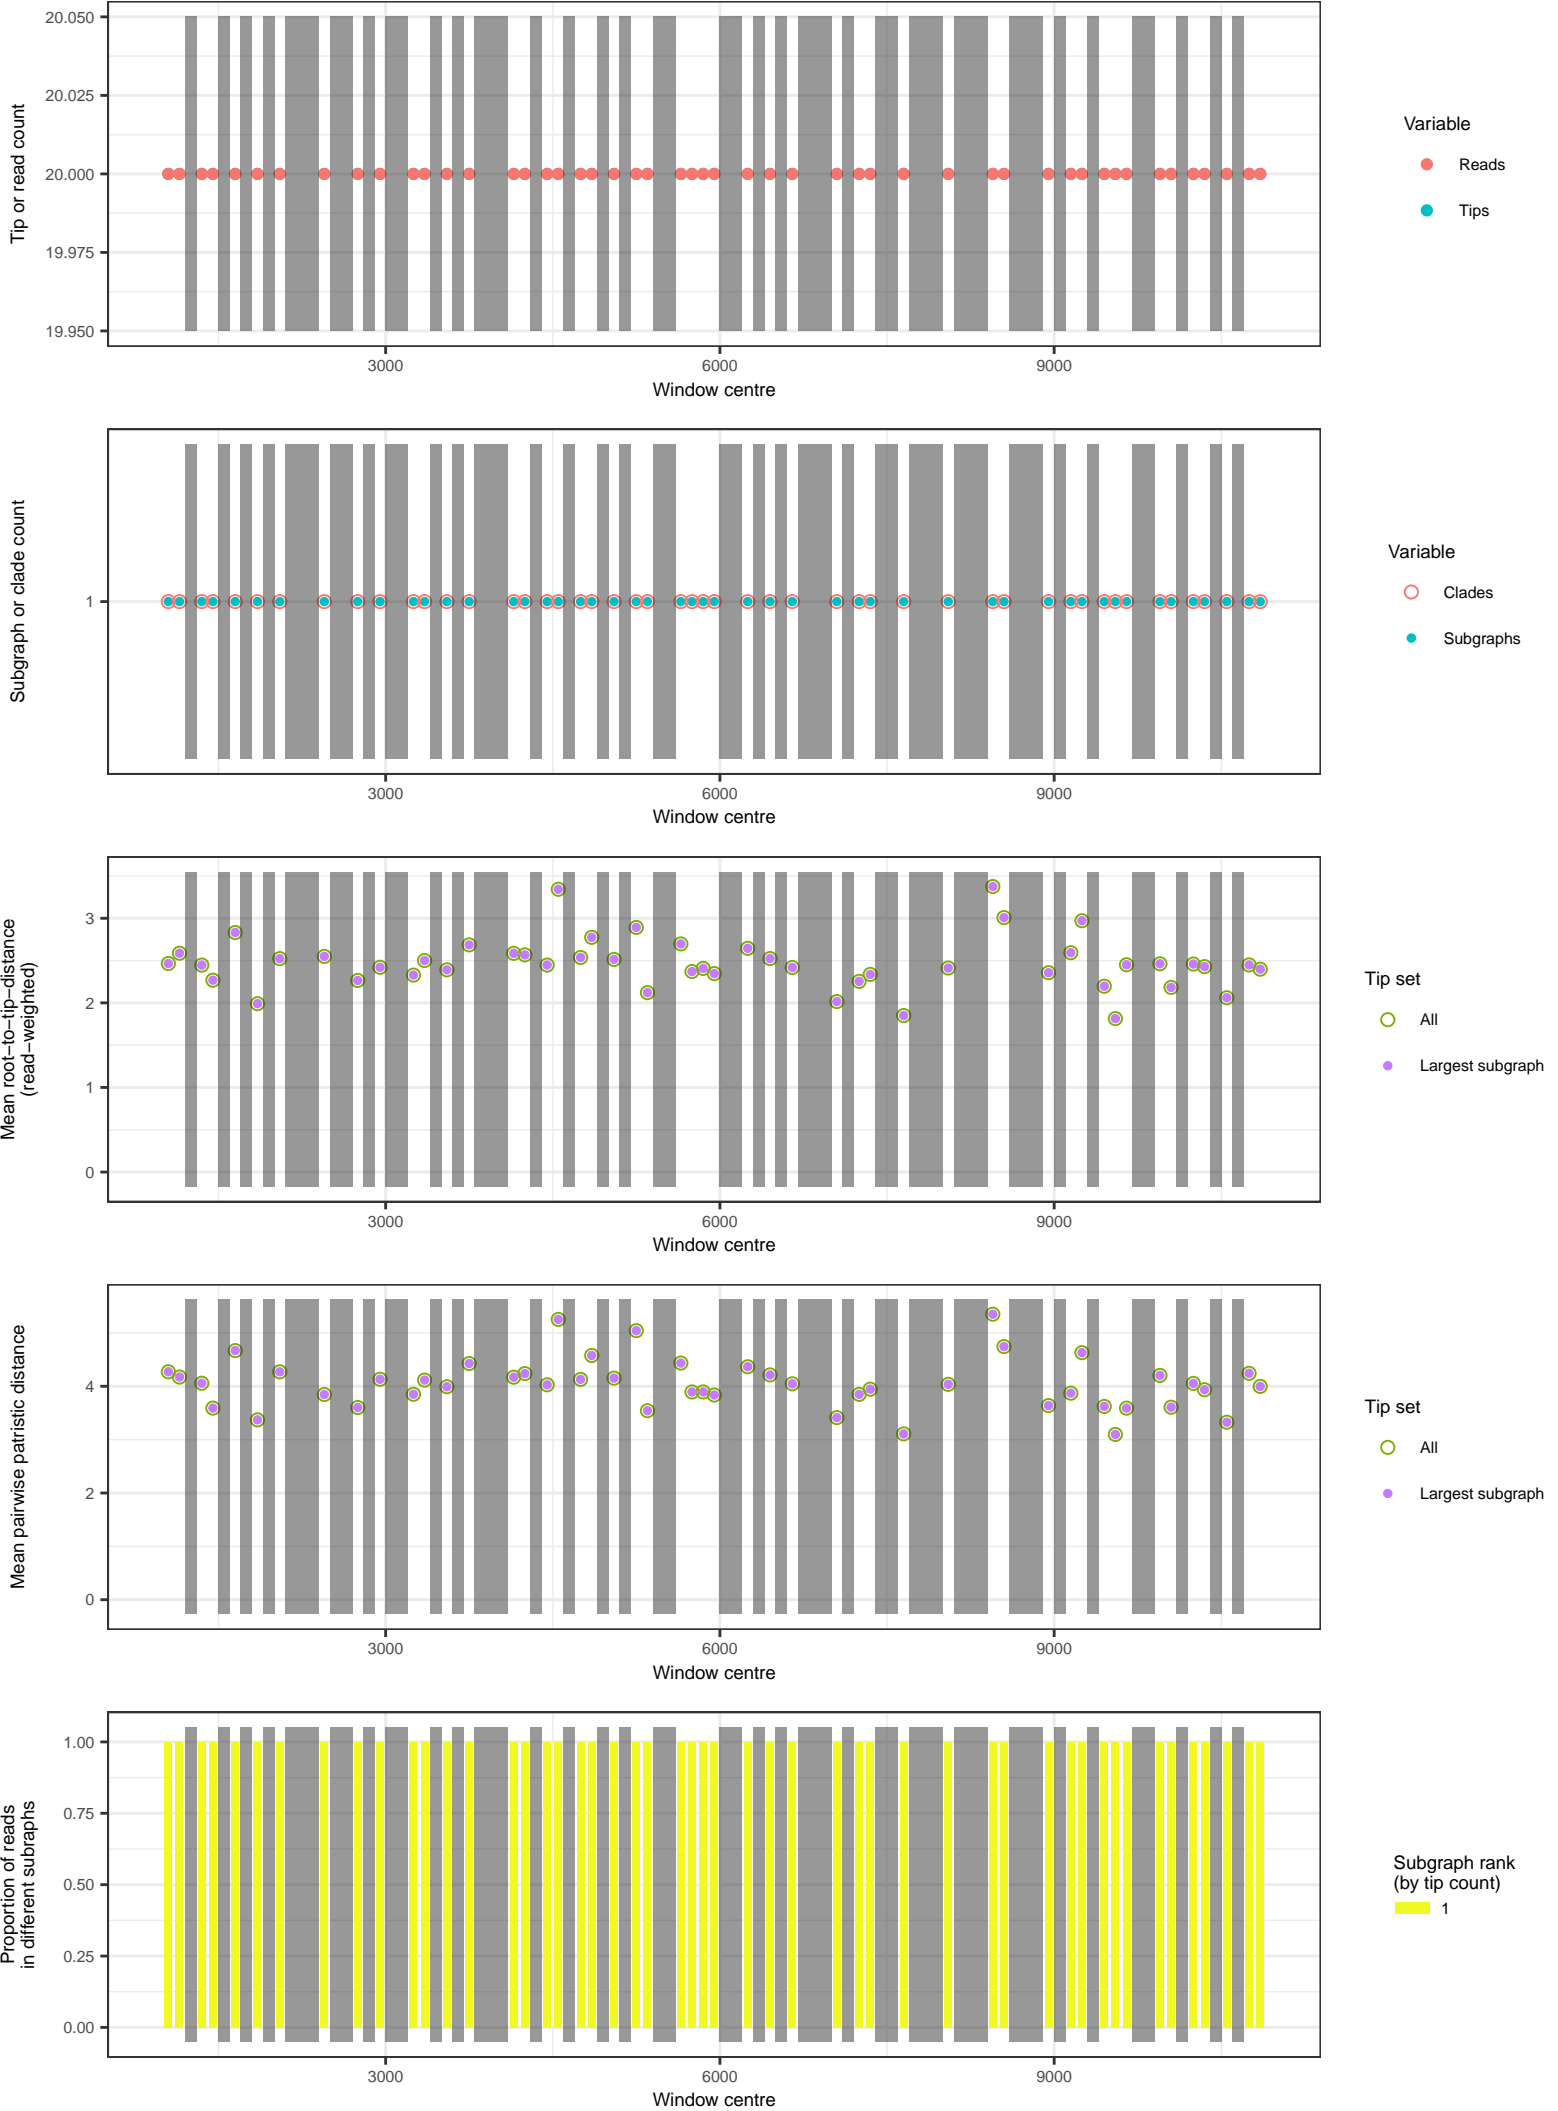 20.050
20.025
20.000
19.975
19.950
Tip or read count
3000
6000
9000
Window centre
Variable
Reads
Tips
1
Subgraph or clade count
3000
6000
9000
Window centre
Variable
Clades
Subgraphs
3
2
1
0
Mean root−to−tip−distance
(read−weighted)
3000
6000
9000
Window centre
Tip set
All
Largest subgraph
4
2
0
Mean pairwise patristic distance
3000
6000
9000
Window centre
Tip set
All
Largest subgraph
1.00
0.75
0.50
0.25
0.00
Proportion of reads
in different subraphs
3000
6000
9000
Window centre
Subgraph rank
(by tip count)
1